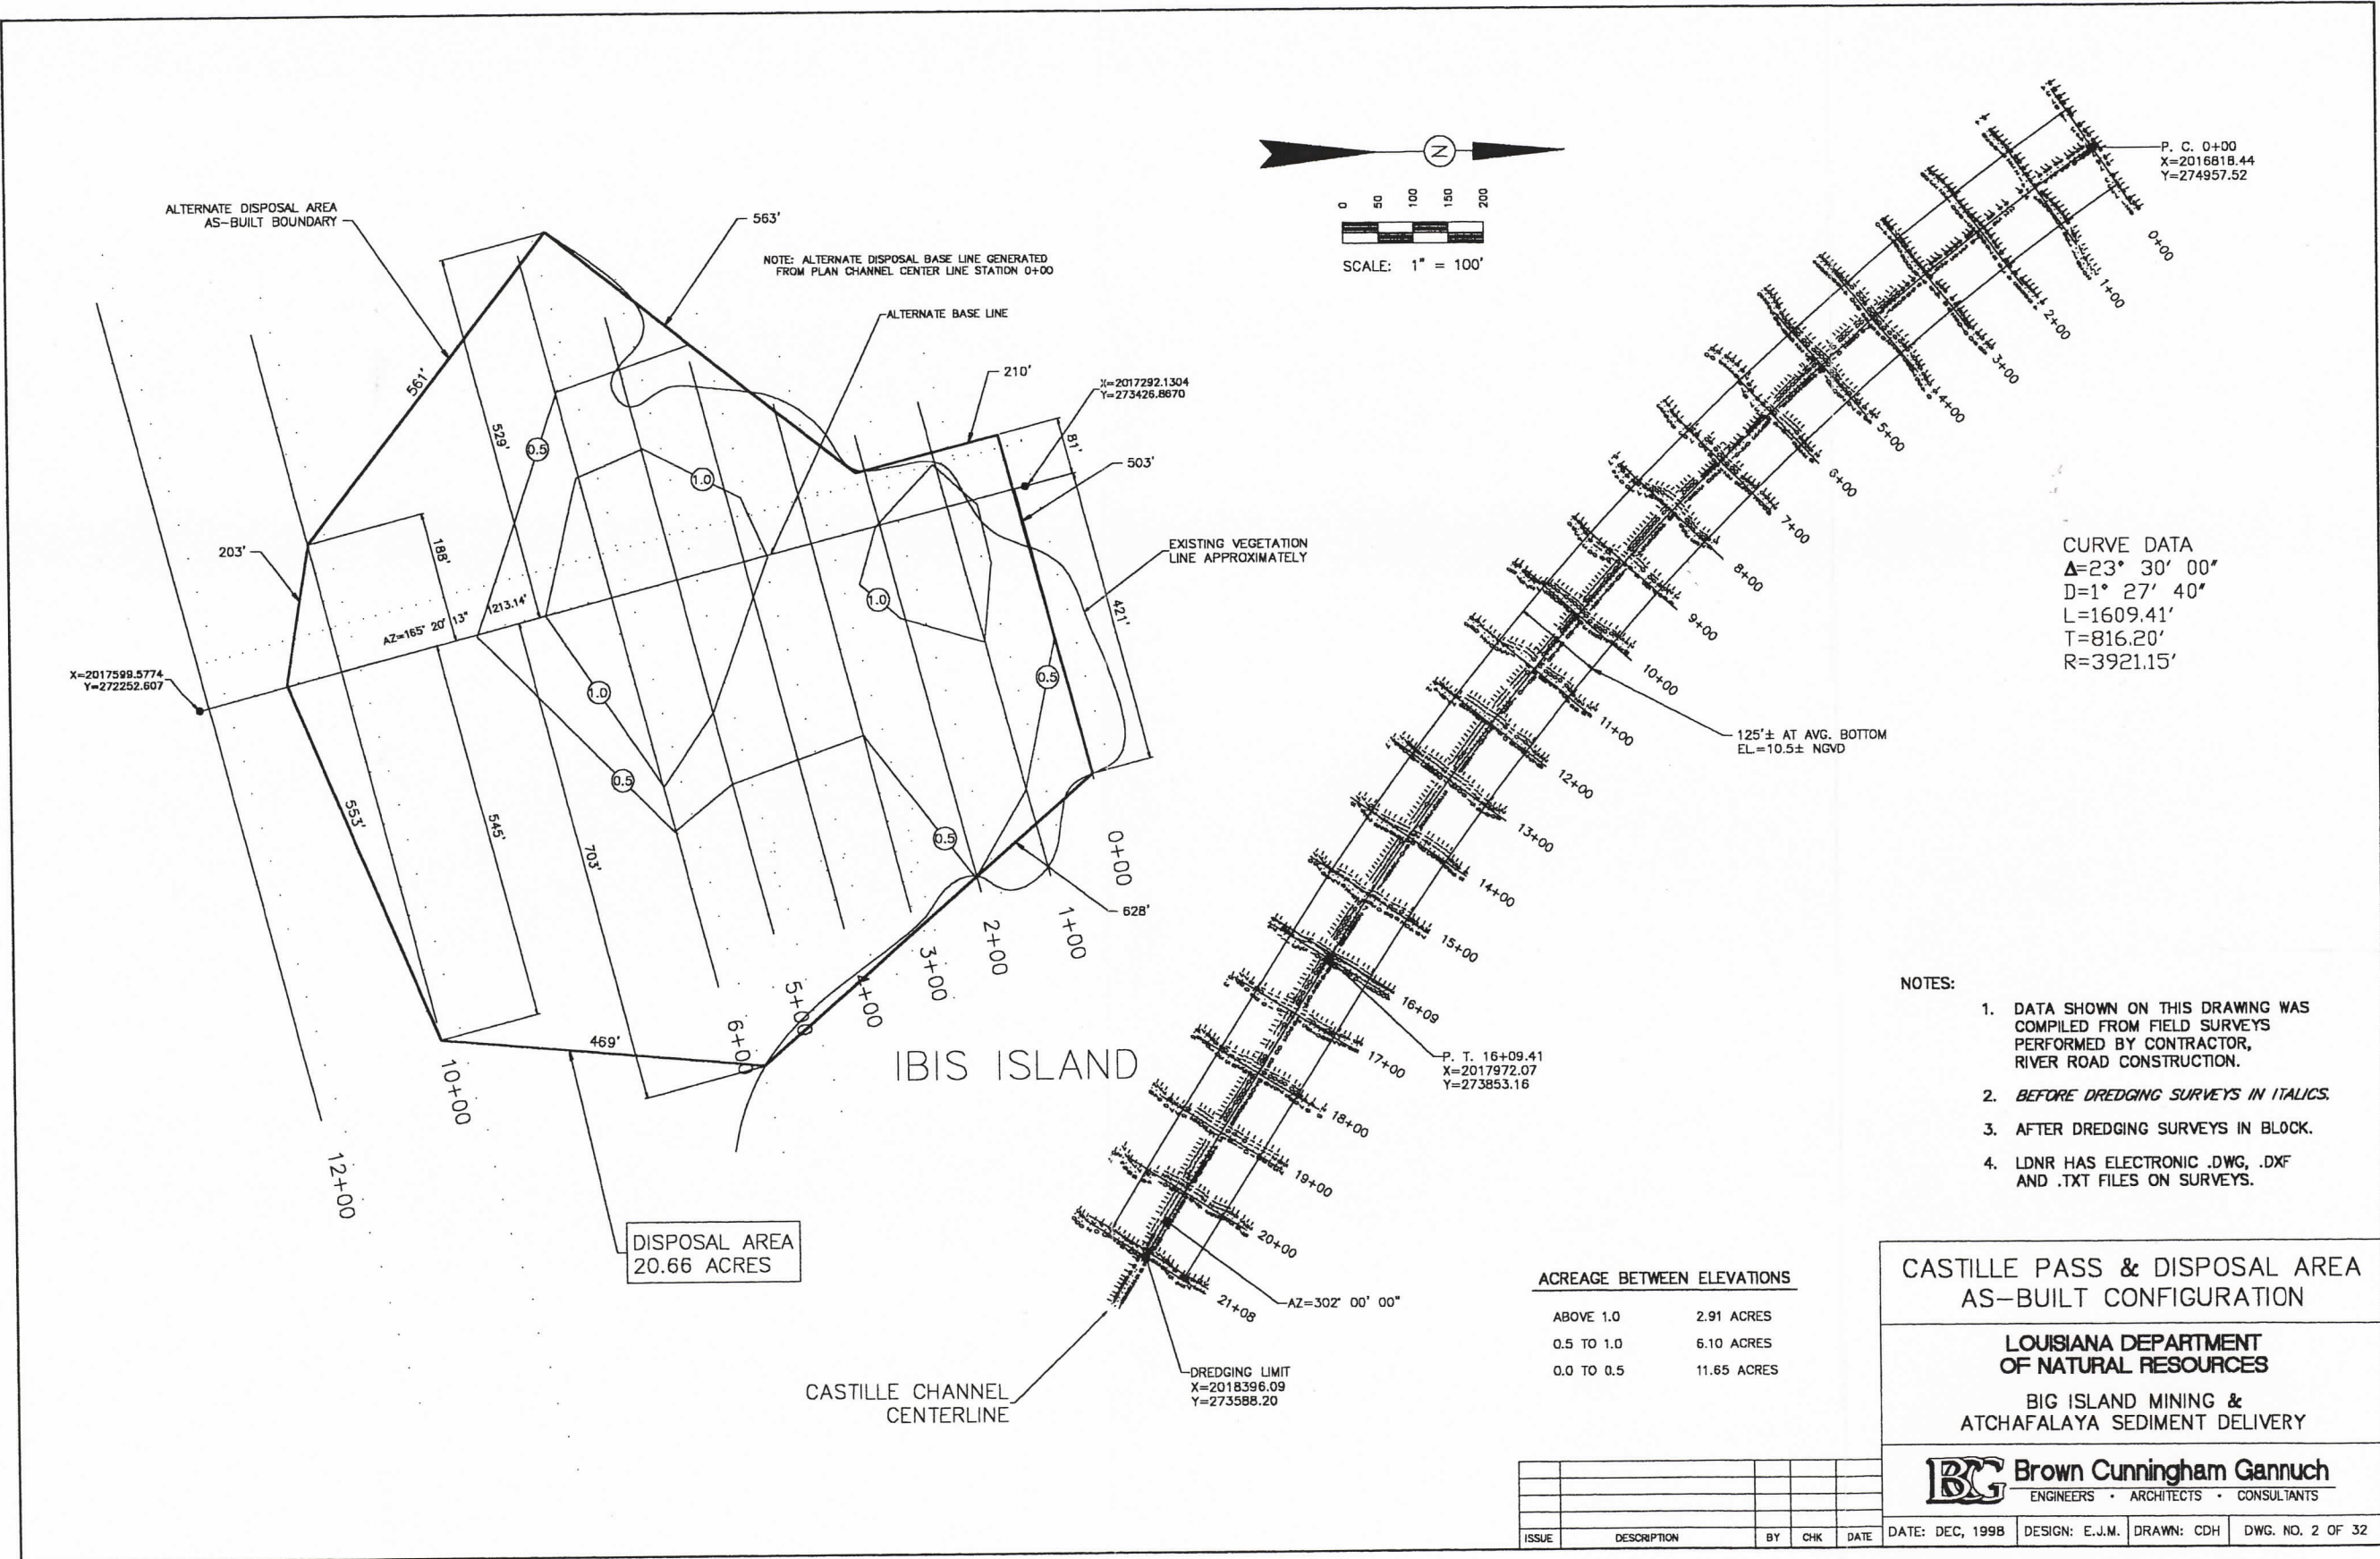 ALTERNATE DISPOSAL AREA
AS-BUILT BOUNDARY
563'
NOTE: ALTERNATE DISPOSAL BASE LINE GENERATED
FROM PLAN CHANNEL CENTER LINE STATION 0+00
ALTERNATE BASE LINE
210'
X=2017292.1304
Y=273426.8670
81'
503'
561'
529'
0.5
1.0
1.0
EXISTING VEGETATION
LINE APPROXIMATELY
203'
188'
AZ=165° 20' 13"
1213.14'
421'
X=2017599.5774
Y=272252.607
1.0
0.5
0.5
0.5
553'
545'
703'
628'
469'
0+00
1+00
2+00
3+00
4+00
5+00
6+00
10+00
12+00
IBIS ISLAND
DISPOSAL AREA
20.66 ACRES
N
0
50
100
150
200
SCALE: 1" = 100'
P. C. 0+00
X=2016818.44
Y=274957.52
0+00
1+00
2+00
3+00
4+00
5+00
6+00
7+00
8+00
9+00
10+00
11+00
12+00
13+00
14+00
15+00
16+09
17+00
18+00
19+00
20+00
21+08
125'± AT AVG. BOTTOM
EL.=10.5± NGVD
P. T. 16+09.41
X=2017972.07
Y=273853.16
AZ=302° 00' 00"
DREDGING LIMIT
X=2018396.09
Y=273588.20
CASTILLE CHANNEL
CENTERLINE
CURVE DATA
Δ=23° 30' 00"
D=1° 27' 40"
L=1609.41'
T=816.20'
R=3921.15'
NOTES:
1. DATA SHOWN ON THIS DRAWING WAS
COMPILED FROM FIELD SURVEYS
PERFORMED BY CONTRACTOR,
RIVER ROAD CONSTRUCTION.
2. BEFORE DREDGING SURVEYS IN ITALICS.
3. AFTER DREDGING SURVEYS IN BLOCK.
4. LDNR HAS ELECTRONIC .DWG, .DXF
AND .TXT FILES ON SURVEYS.
ACREAGE BETWEEN ELEVATIONS
ABOVE 1.0 2.91 ACRES
0.5 TO 1.0 6.10 ACRES
0.0 TO 0.5 11.65 ACRES
CASTILLE PASS & DISPOSAL AREA
AS-BUILT CONFIGURATION
LOUISIANA DEPARTMENT
OF NATURAL RESOURCES
BIG ISLAND MINING &
ATCHAFALAYA SEDIMENT DELIVERY
BCG Brown Cunningham Gannuch
ENGINEERS · ARCHITECTS · CONSULTANTS
ISSUE DESCRIPTION BY CHK DATE
DATE: DEC, 1998 DESIGN: E.J.M. DRAWN: CDH DWG. NO. 2 OF 32